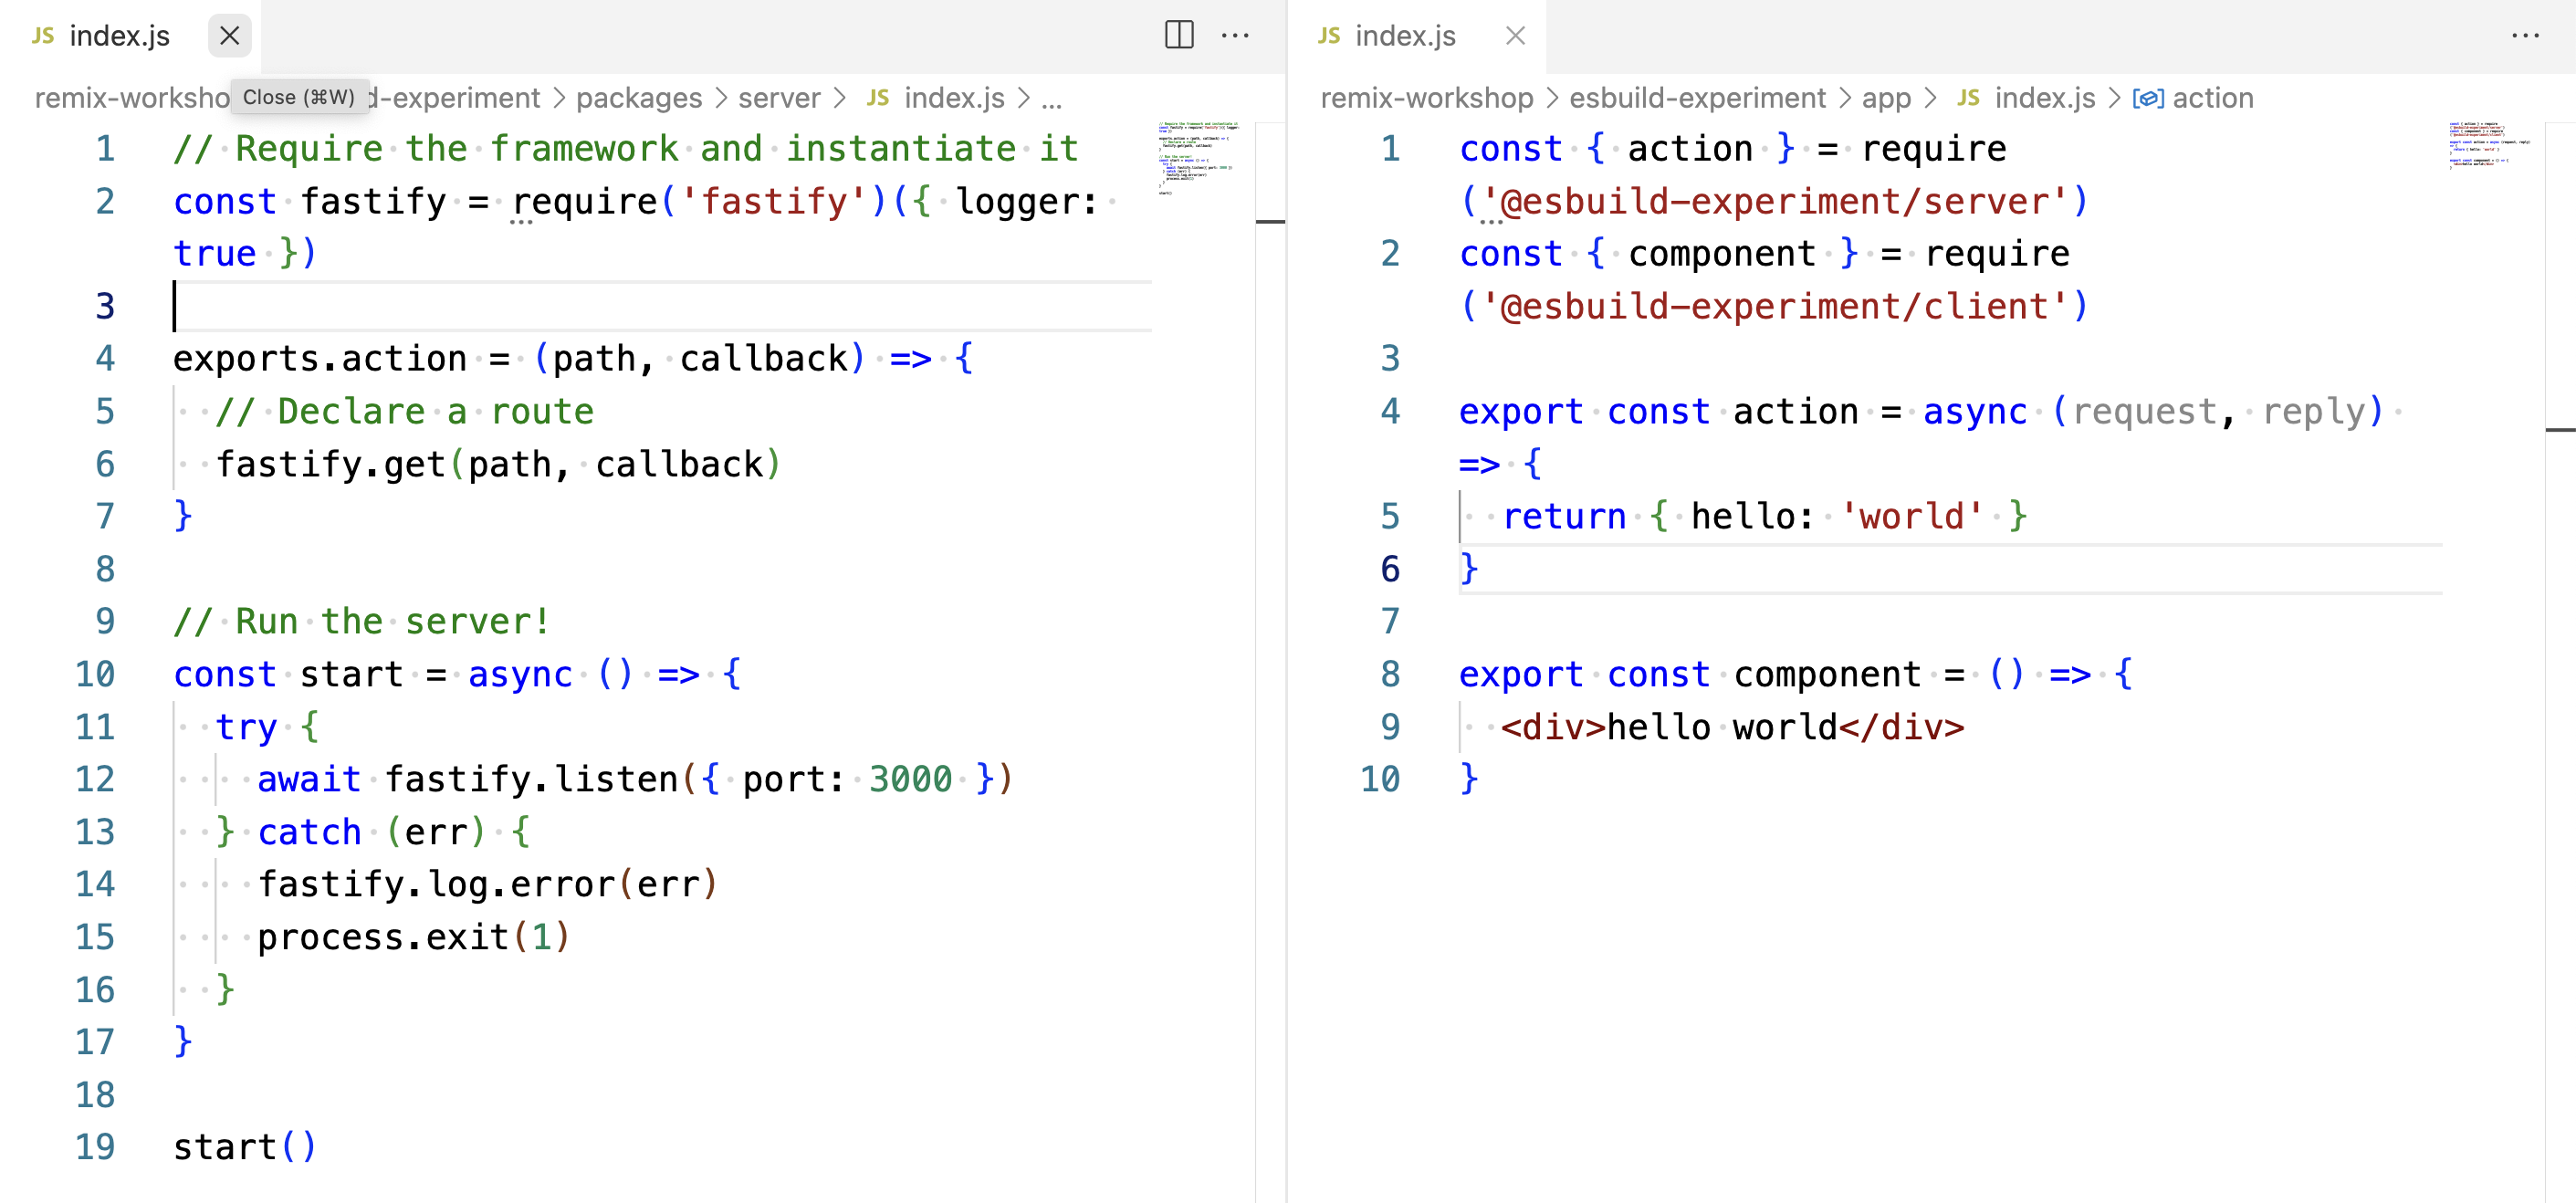 JS index.js
remix-worksho Close (⌘W) d-experiment > packages > server > JS index.js > ...
1 // Require the framework and instantiate it
2 const fastify = require('fastify')({ logger:
true })
3
4 exports.action = (path, callback) => {
5 // Declare a route
6 fastify.get(path, callback)
7 }
8
9 // Run the server!
10 const start = async () => {
11 try {
12 await fastify.listen({ port: 3000 })
13 } catch (err) {
14 fastify.log.error(err)
15 process.exit(1)
16 }
17 }
18
19 start()
JS index.js
remix-workshop > esbuild-experiment > app > JS index.js > action
1 const { action } = require
('@esbuild-experiment/server')
2 const { component } = require
('@esbuild-experiment/client')
3
4 export const action = async (request, reply)
=> {
5 return { hello: 'world' }
6 }
7
8 export const component = () => {
9 <div>hello world</div>
10 }